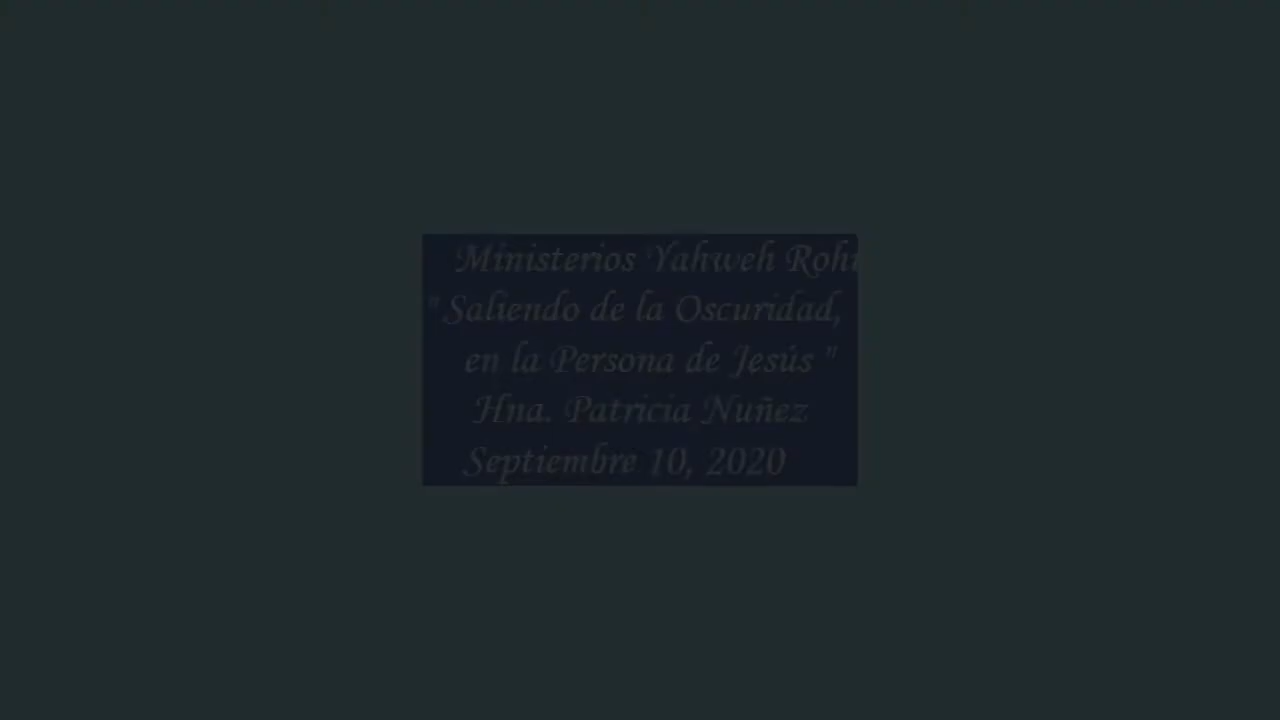 Ministerios Yahweh
" Saliendo de la Oscuridad,
en la Persona de Jesús "
Hna. Patricia Nuñez
Septiembre 10, 2020